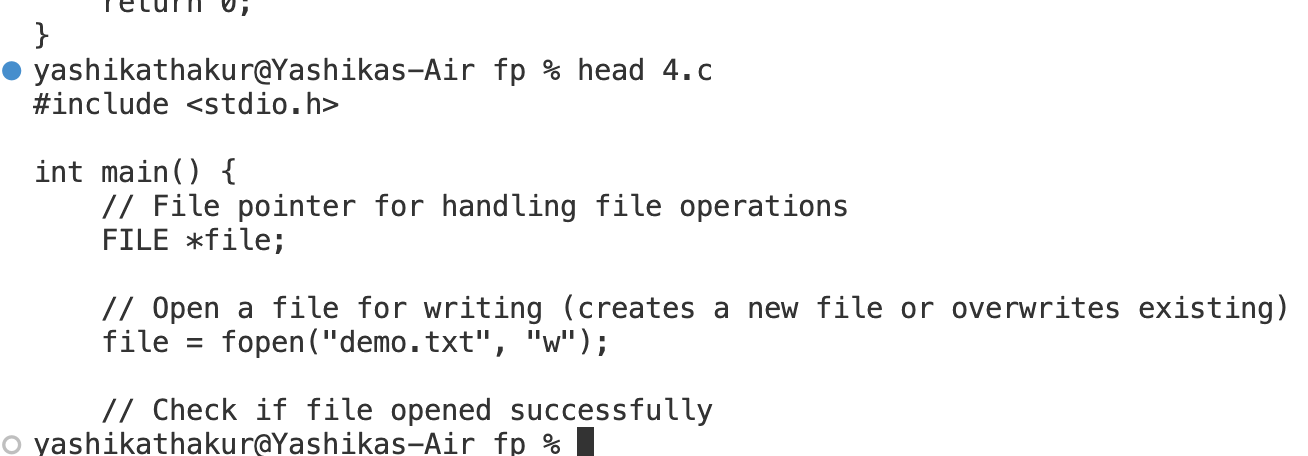 return 0;
}
yashikathakur@Yashikas-Air fp % head 4.c
#include <stdio.h>

int main() {
    // File pointer for handling file operations
    FILE *file;

    // Open a file for writing (creates a new file or overwrites existing)
    file = fopen("demo.txt", "w");

    // Check if file opened successfully
yashikathakur@Yashikas-Air fp %